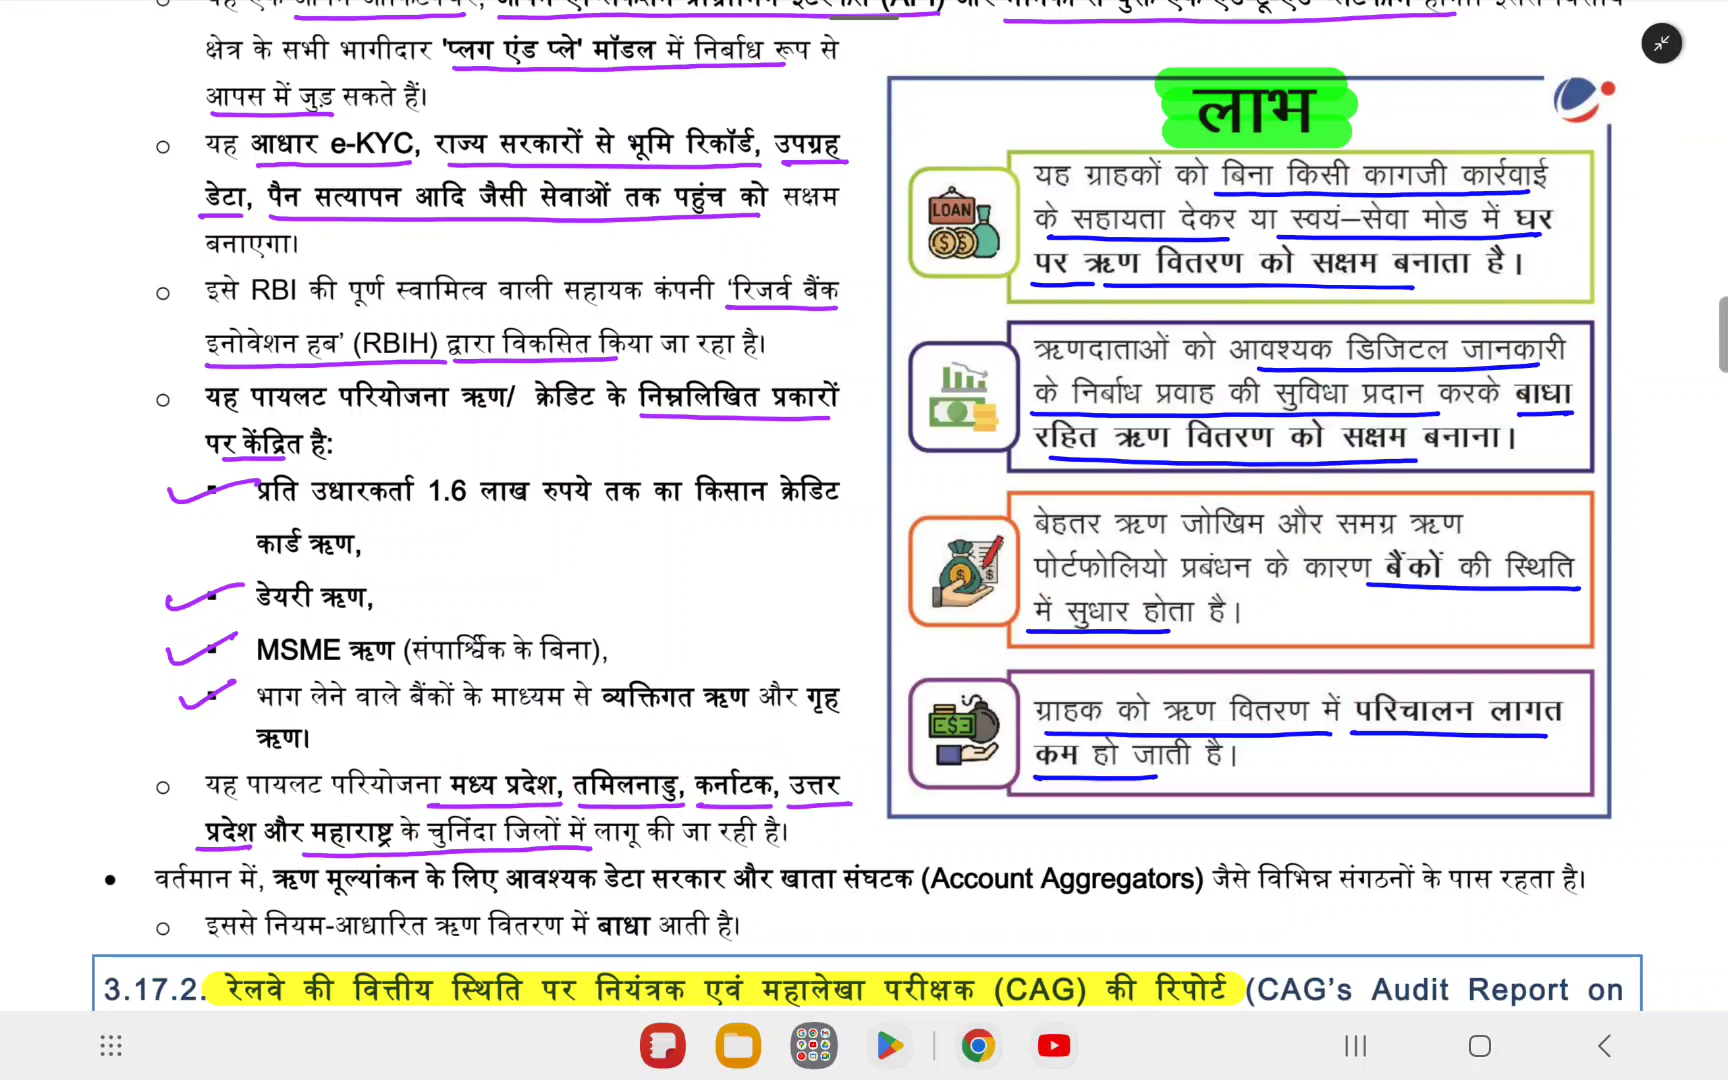 क्षेत्र के सभी भागीदार 'प्लग एंड प्ले' मॉडल में निर्बाध रूप से
आपस में जुड़ सकते हैं।
o यह आधार e-KYC, राज्य सरकारों से भूमि रिकॉर्ड, उपग्रह
डेटा, पैन सत्यापन आदि जैसी सेवाओं तक पहुंच को सक्षम
बनाएगा।
o इसे RBI की पूर्ण स्वामित्व वाली सहायक कंपनी 'रिजर्व बैंक
इनोवेशन हब' (RBIH) द्वारा विकसित किया जा रहा है।
o यह पायलट परियोजना ऋण/ क्रेडिट के निम्नलिखित प्रकारों
पर केंद्रित है:
▪ प्रति उधारकर्ता 1.6 लाख रुपये तक का किसान क्रेडिट
कार्ड ऋण,
▪ डेयरी ऋण,
▪ MSME ऋण (संपार्श्विक के बिना),
▪ भाग लेने वाले बैंकों के माध्यम से व्यक्तिगत ऋण और गृह
ऋण।
o यह पायलट परियोजना मध्य प्रदेश, तमिलनाडु, कर्नाटक, उत्तर
प्रदेश और महाराष्ट्र के चुनिंदा जिलों में लागू की जा रही है।
लाभ
LOAN
यह ग्राहकों को बिना किसी कागजी कार्रवाई
के सहायता देकर या स्वयं–सेवा मोड में घर
पर ऋण वितरण को सक्षम बनाता है।
ऋणदाताओं को आवश्यक डिजिटल जानकारी
के निर्बाध प्रवाह की सुविधा प्रदान करके बाधा
रहित ऋण वितरण को सक्षम बनाना।
बेहतर ऋण जोखिम और समग्र ऋण
पोर्टफोलियो प्रबंधन के कारण बैंकों की स्थिति
में सुधार होता है।
ग्राहक को ऋण वितरण में परिचालन लागत
कम हो जाती है।
• वर्तमान में, ऋण मूल्यांकन के लिए आवश्यक डेटा सरकार और खाता संघटक (Account Aggregators) जैसे विभिन्न संगठनों के पास रहता है।
o इससे नियम-आधारित ऋण वितरण में बाधा आती है।
3.17.2. रेलवे की वित्तीय स्थिति पर नियंत्रक एवं महालेखा परीक्षक (CAG) की रिपोर्ट (CAG's Audit Report on